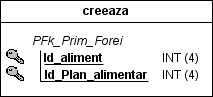 creeaza
PFk_Prim_Forei
Id_aliment INT (4)
Id_Plan_alimentar INT (4)